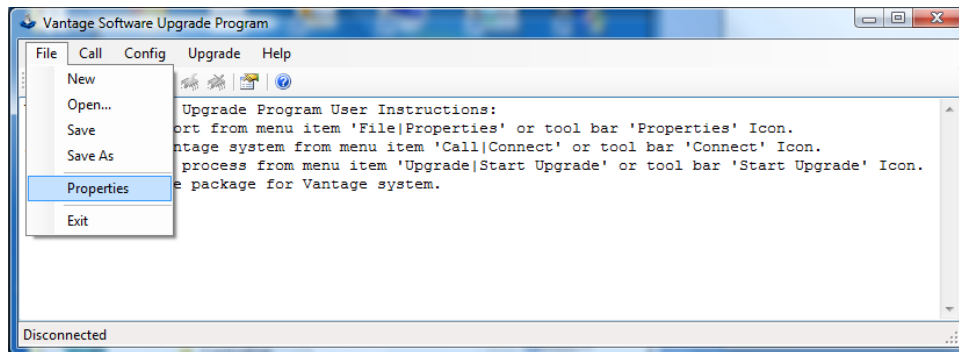 Vantage Software Upgrade Program
File Call Config Upgrade Help
New
Open...
Save
Save As
Properties
Exit
Upgrade Program User Instructions:
ort from menu item 'File|Properties' or tool bar 'Properties' Icon.
ntage system from menu item 'Call|Connect' or tool bar 'Connect' Icon.
process from menu item 'Upgrade|Start Upgrade' or tool bar 'Start Upgrade' Icon.
e package for Vantage system.
Disconnected